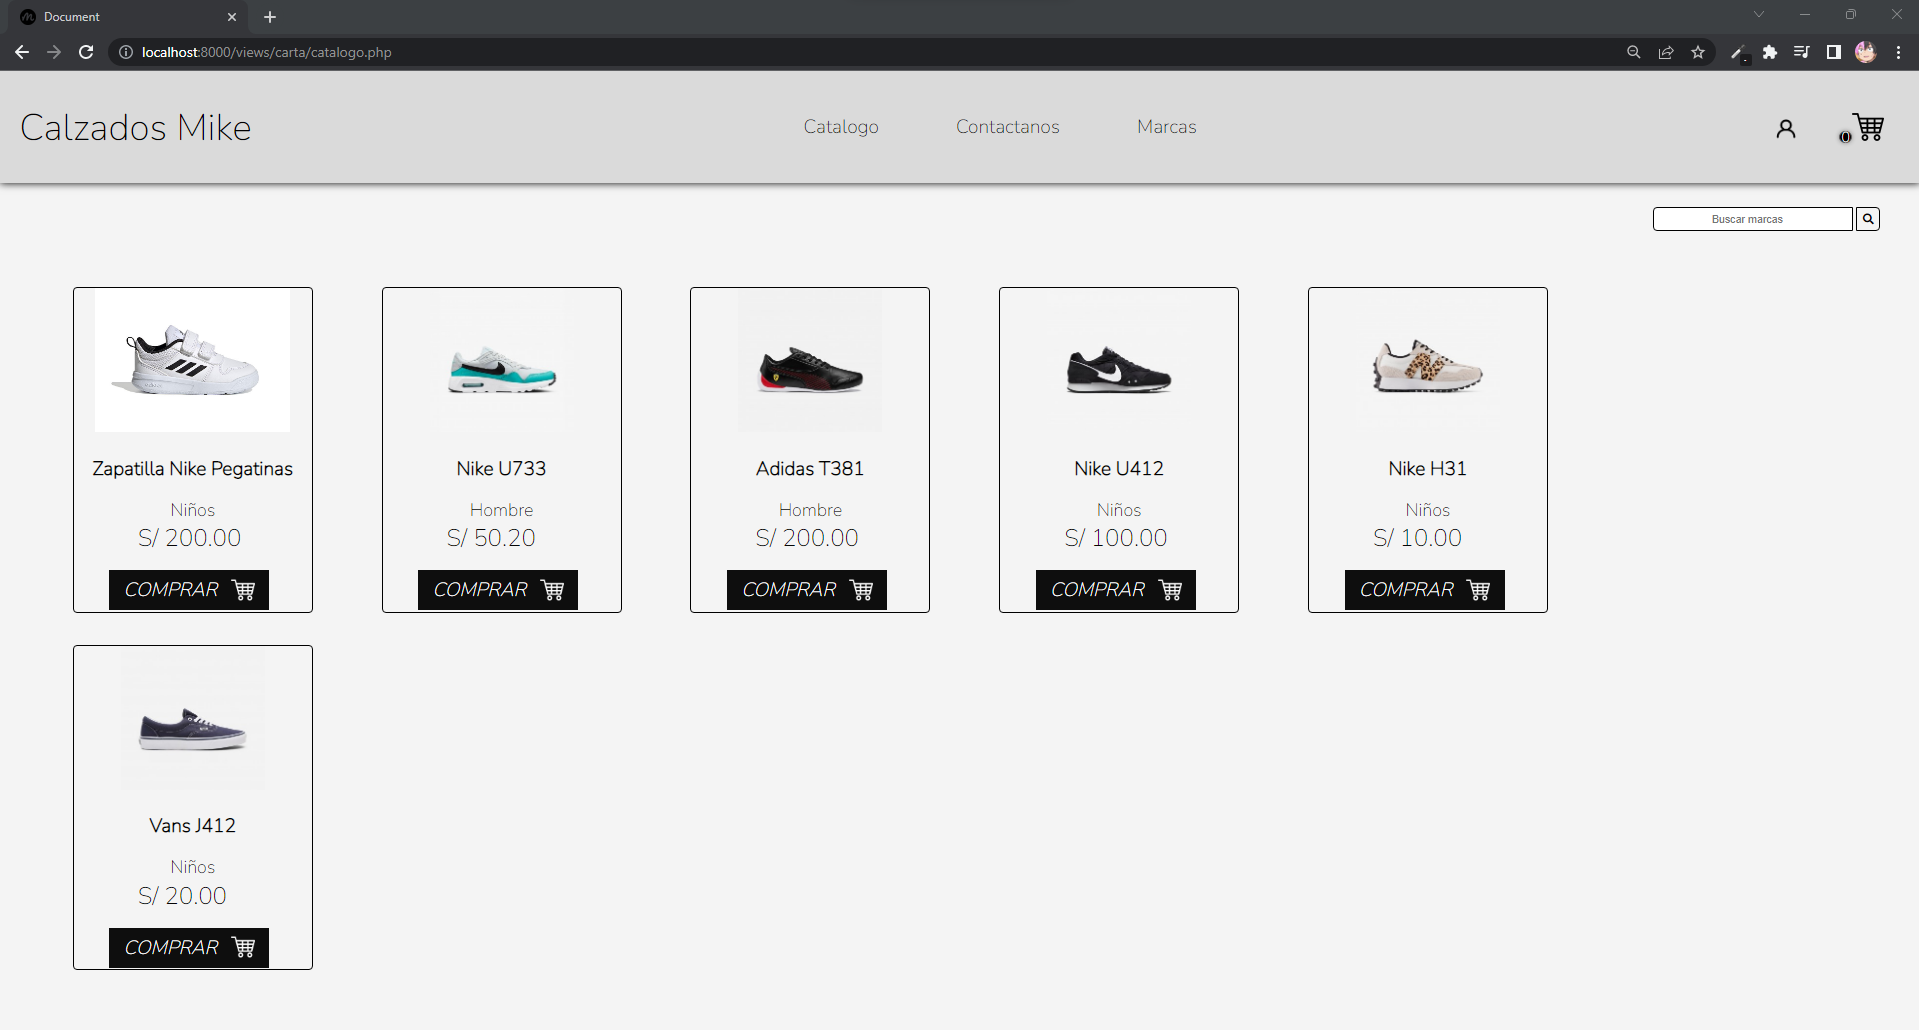 Document
localhost:8000/views/carta/catalogo.php
Calzados Mike
Catalogo
Contactanos
Marcas
0
Buscar marcas
Zapatilla Nike Pegatinas
Niños
S/ 200.00
COMPRAR
Nike U733
Hombre
S/ 50.20
COMPRAR
Adidas T381
Hombre
S/ 200.00
COMPRAR
Nike U412
Niños
S/ 100.00
COMPRAR
Nike H31
Niños
S/ 10.00
COMPRAR
Vans J412
Niños
S/ 20.00
COMPRAR